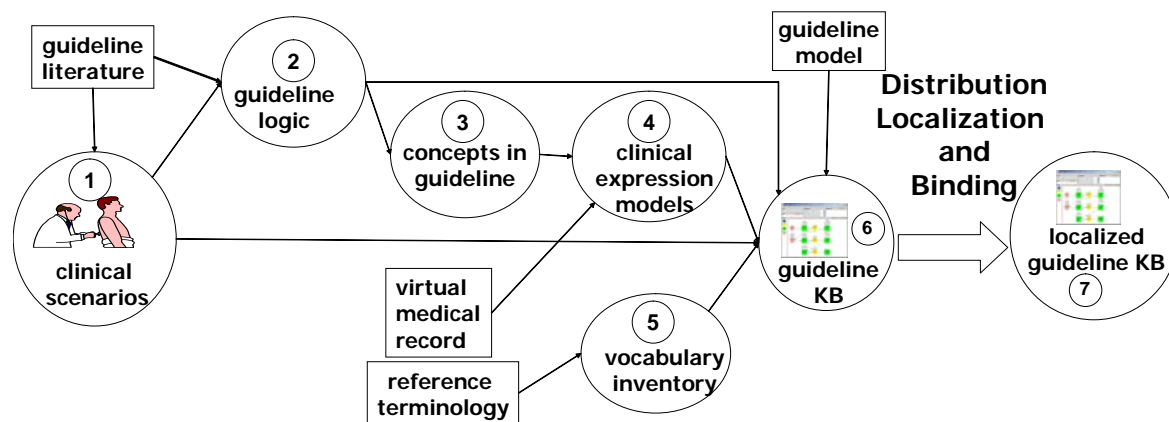 guideline
literature
2
guideline
logic
guideline
model
Distribution
Localization
and
Binding
3
concepts in
guideline
4
clinical
expression
models
1
clinical
scenarios
6
guideline
KB
localized
guideline KB
7
virtual
medical
record
5
vocabulary
inventory
reference
terminology